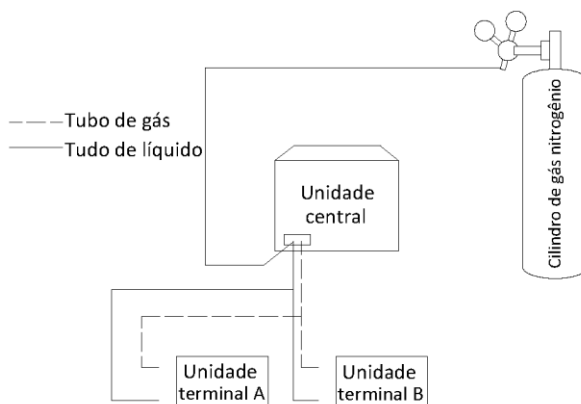 Tubo de gás
Tudo de líquido
Unidade
central
Cilindro de gás nitrogênio
Unidade
terminal A
Unidade
terminal B